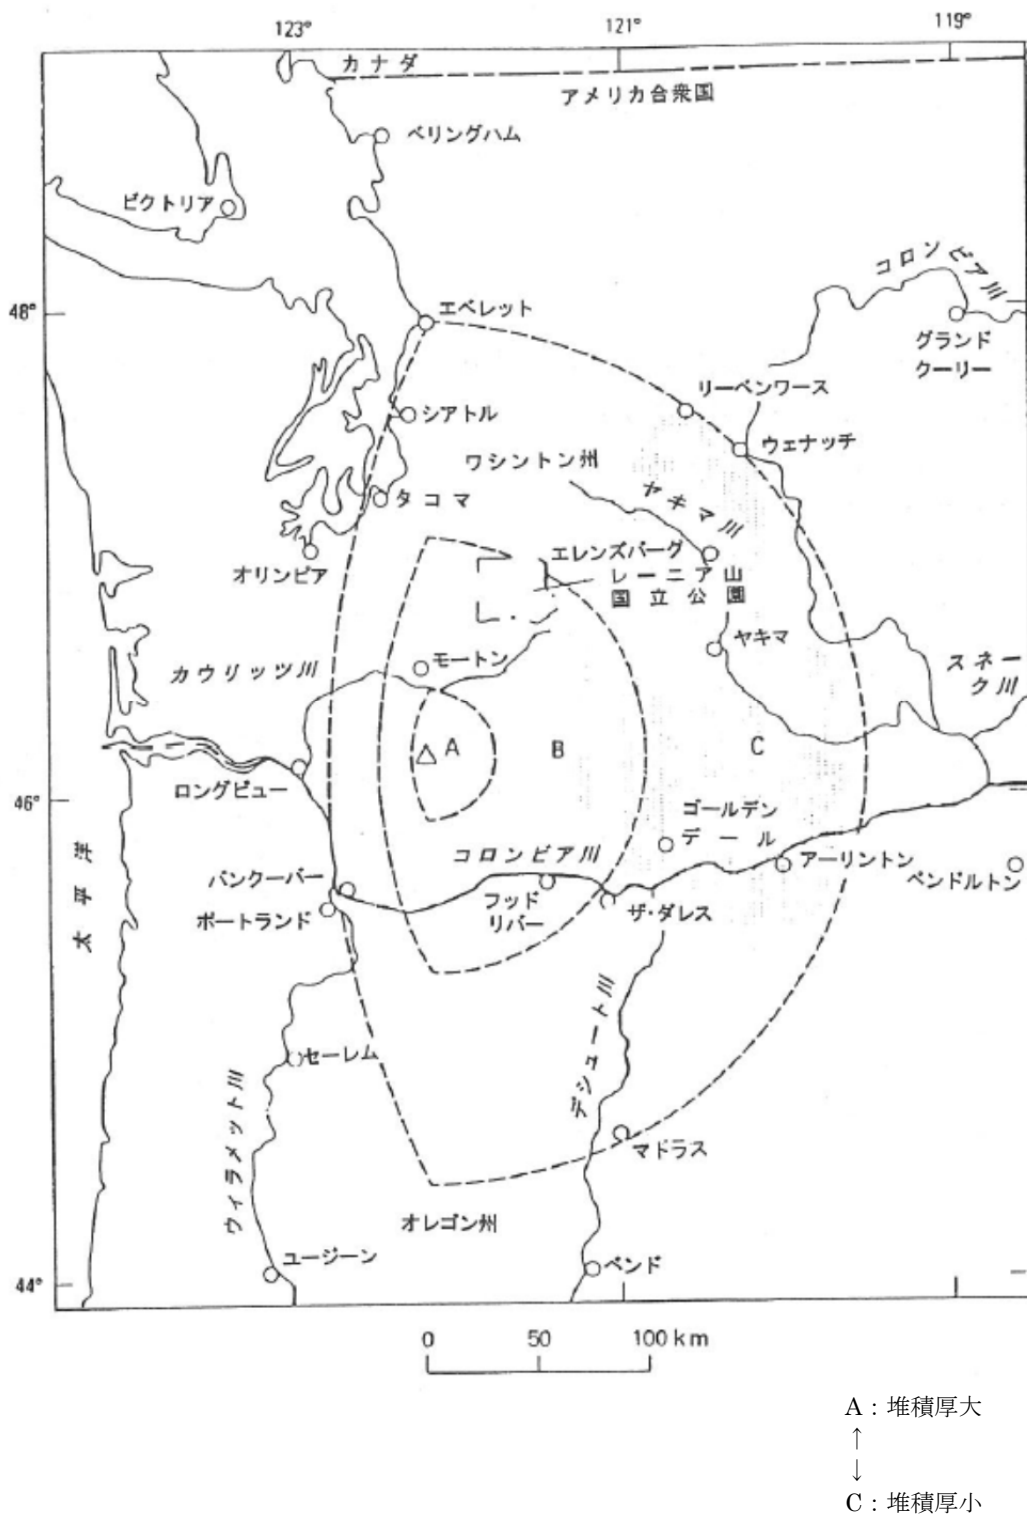 123°
121°
119°
カナダ
アメリカ合衆国
ベリングハム
ビクトリア
コロンビア川
48°
エベレット
グランド
クーリー
リーベンワース
シアトル
ウェナッチ
ワシントン州
ヤキマ川
タコマ
エレンズバーグ
オリンピア
レーニア山
国立公園
ヤキマ
モートン
カウリッツ川
スネー
ク川
A
B
C
ロングビュー
46°
ゴールデン
デール
太平洋
コロンビア川
アーリントン
ペンドルトン
バンクーバー
フッド
リバー
ザ・ダレス
ポートランド
デシュート川
セーレム
ウィラメット川
マドラス
オレゴン州
ユージーン
ベンド
44°
0 50 100 km
A：堆積厚大
↑
↓
C：堆積厚小